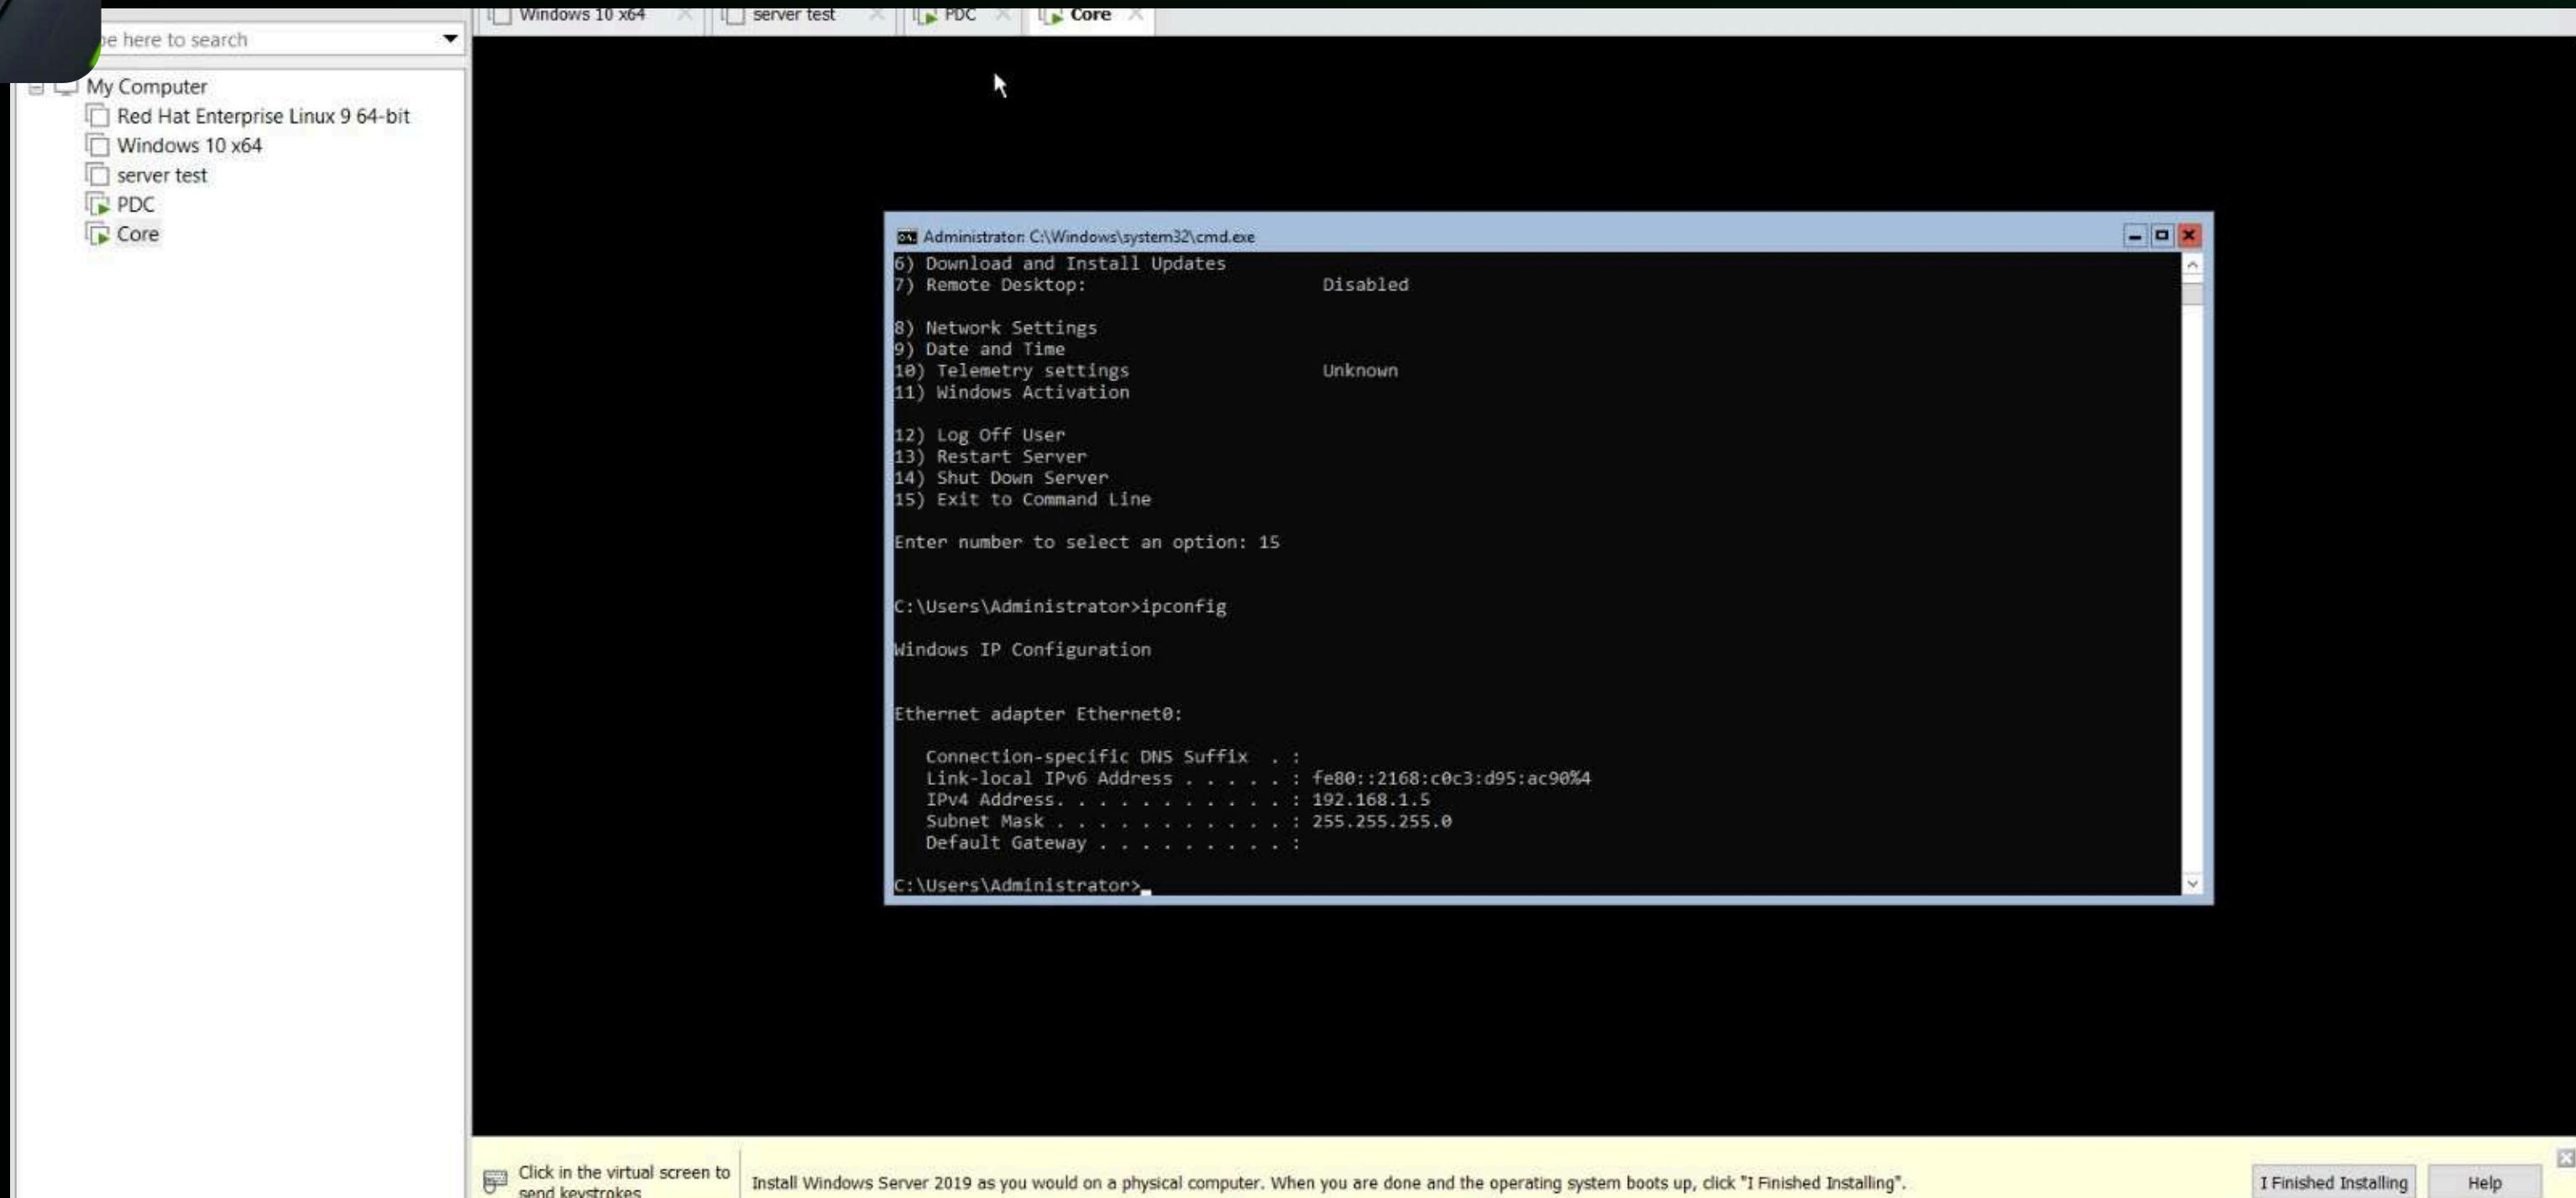 Windows 10 x64
server test
PDC
Core
pe here to search
My Computer
Red Hat Enterprise Linux 9 64-bit
Windows 10 x64
server test
PDC
Core
Administrator: C:\Windows\system32\cmd.exe
6) Download and Install Updates
7) Remote Desktop: Disabled
8) Network Settings
9) Date and Time
10) Telemetry settings Unknown
11) Windows Activation
12) Log Off User
13) Restart Server
14) Shut Down Server
15) Exit to Command Line
Enter number to select an option: 15
C:\Users\Administrator>ipconfig
Windows IP Configuration
Ethernet adapter Ethernet0:
Connection-specific DNS Suffix . :
Link-local IPv6 Address . . . . . : fe80::2168:c0c3:d95:ac90%4
IPv4 Address. . . . . . . . . . . : 192.168.1.5
Subnet Mask . . . . . . . . . . . : 255.255.255.0
Default Gateway . . . . . . . . . :
C:\Users\Administrator>_
Click in the virtual screen to
send keystrokes
Install Windows Server 2019 as you would on a physical computer. When you are done and the operating system boots up, click "I Finished Installing".
I Finished Installing
Help